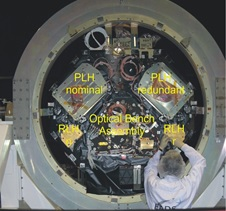 PLH nominal
PLH redundant
Optical Bench
Assembly
RLH
RLH
r